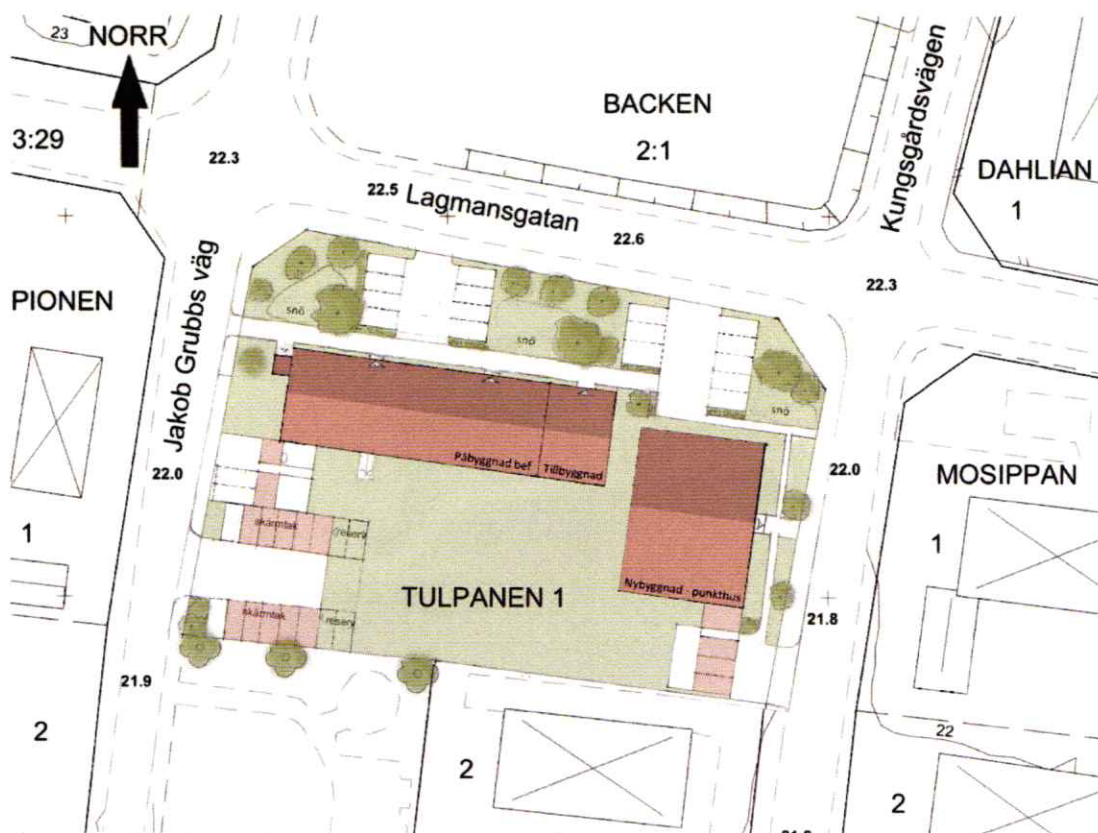 23
NORR
BACKEN
2:1
Kungsgårdsvägen
3:29
22.3
DAHLIAN
1
22.5
Lagmansgatan
22.6
22.3
PIONEN
Jakob Grubbs väg
snö
snö
snö
22.0
Påbyggnad bef
Tillbyggnad
22.0
MOSIPPAN
1
1
skärmtak
reserv
TULPANEN 1
Nybyggnad - punkthus
skärmtak
reserv
21.8
21.9
2
2
22
2